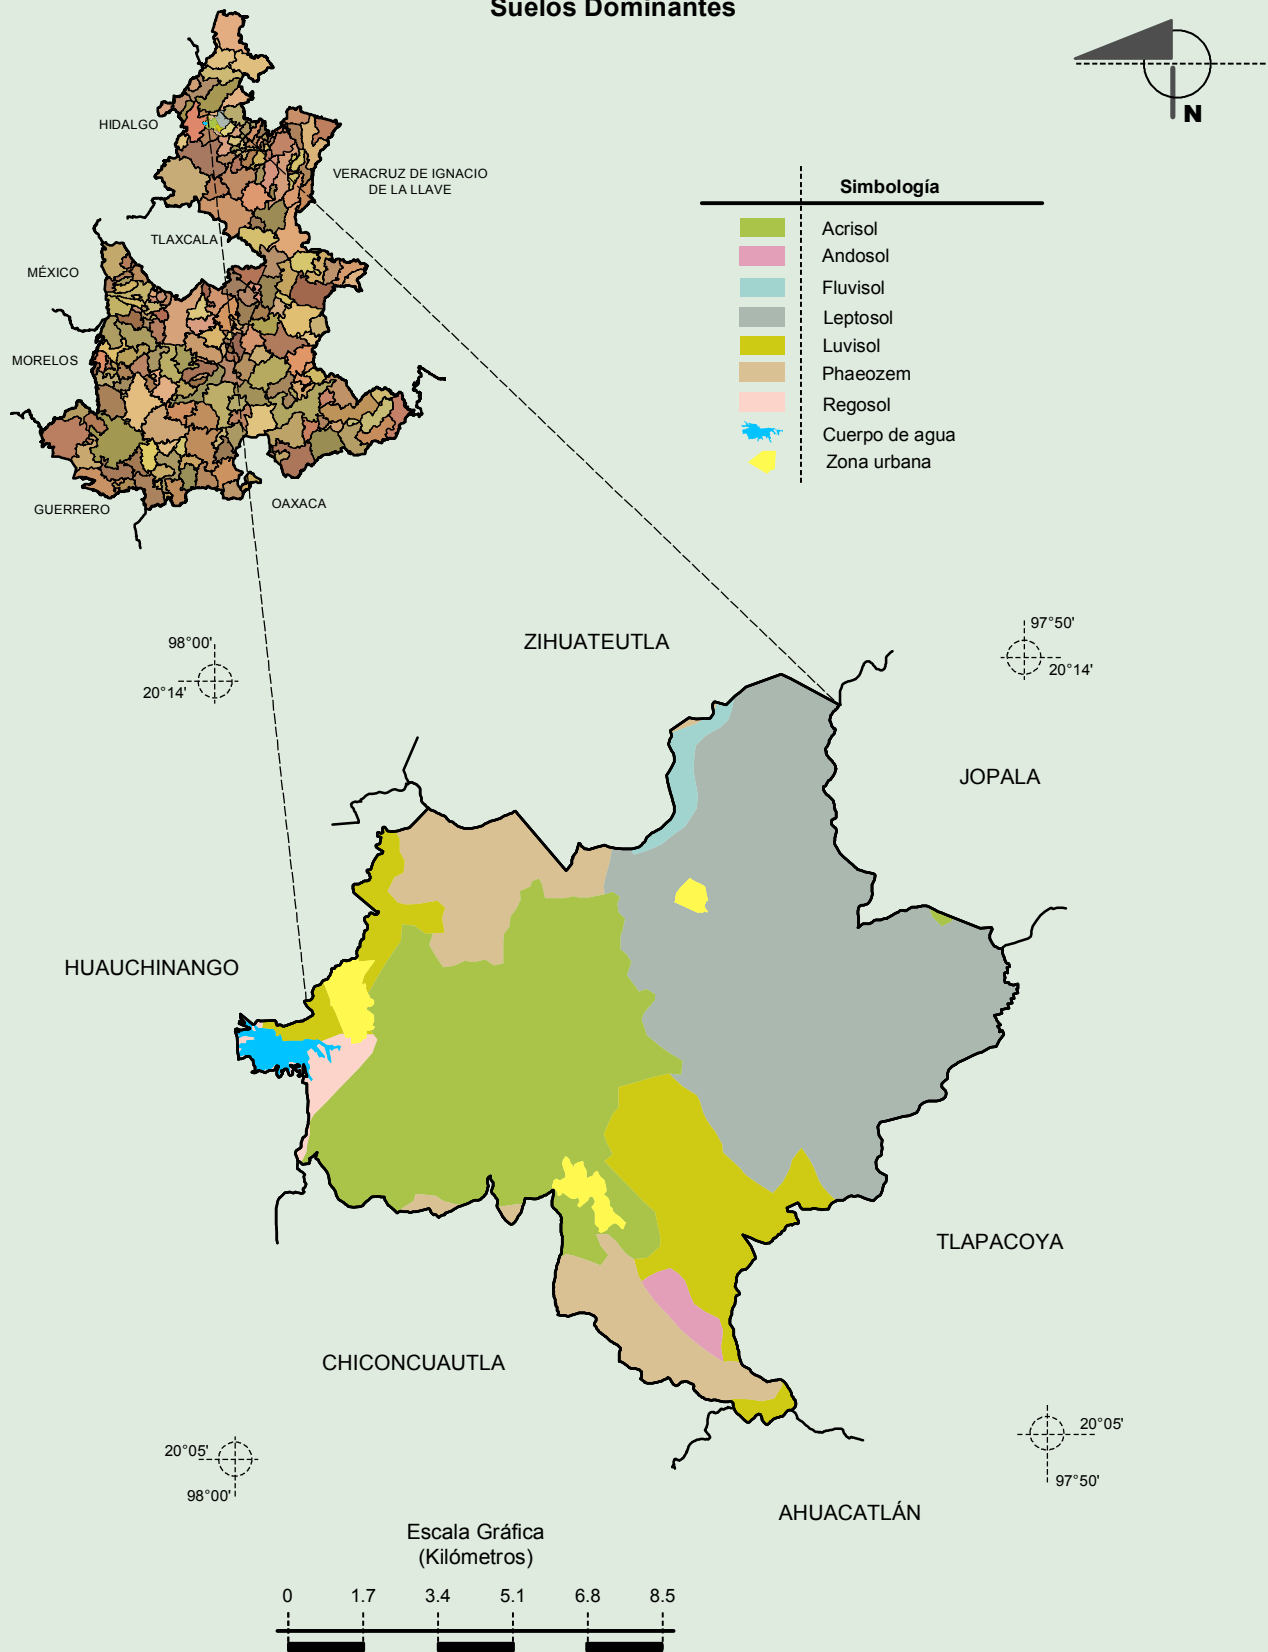 Suelos Dominantes
N
HIDALGO
VERACRUZ DE IGNACIO
DE LA LLAVE
TLAXCALA
MÉXICO
MORELOS
GUERRERO
OAXACA
Simbología
Acrisol
Andosol
Fluvisol
Leptosol
Luvisol
Phaeozem
Regosol
Cuerpo de agua
Zona urbana
98°00'
20°14'
ZIHUATEUTLA
97°50'
20°14'
JOPALA
HUAUCHINANGO
TLAPACOYA
CHICONCUAUTLA
20°05'
98°00'
20°05'
97°50'
AHUACATLÁN
Escala Gráfica
(Kilómetros)
0 1.7 3.4 5.1 6.8 8.5